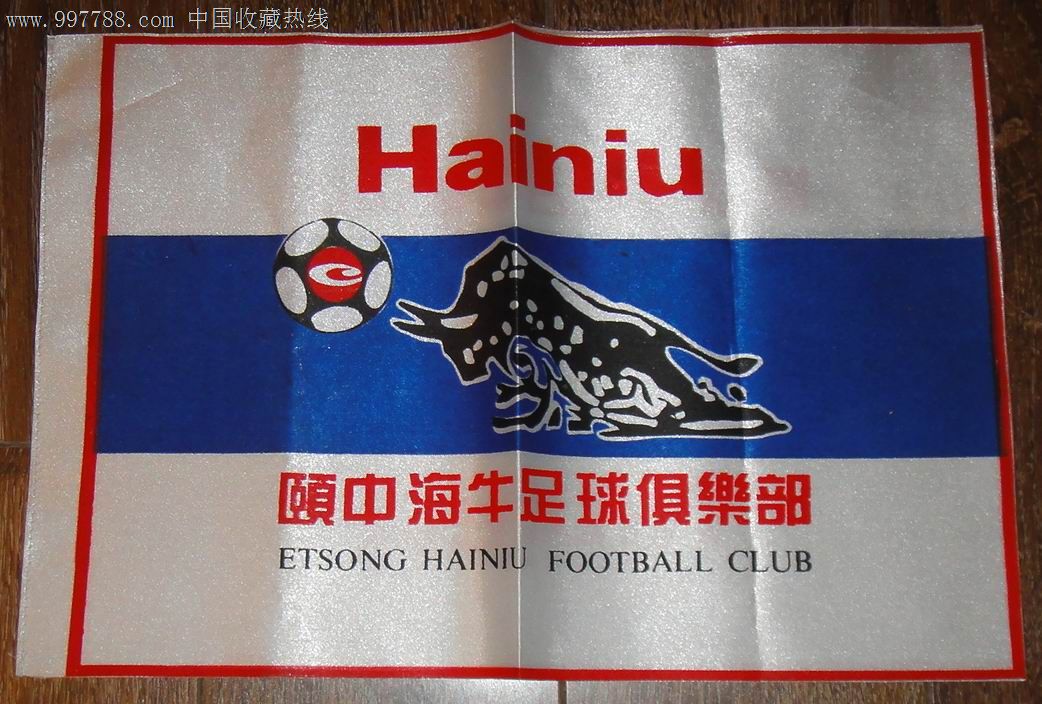 www.997788.com 中国收藏热线
Hainiu
頤中海牛足球俱樂部
ETSONG HAINIU FOOTBALL CLUB